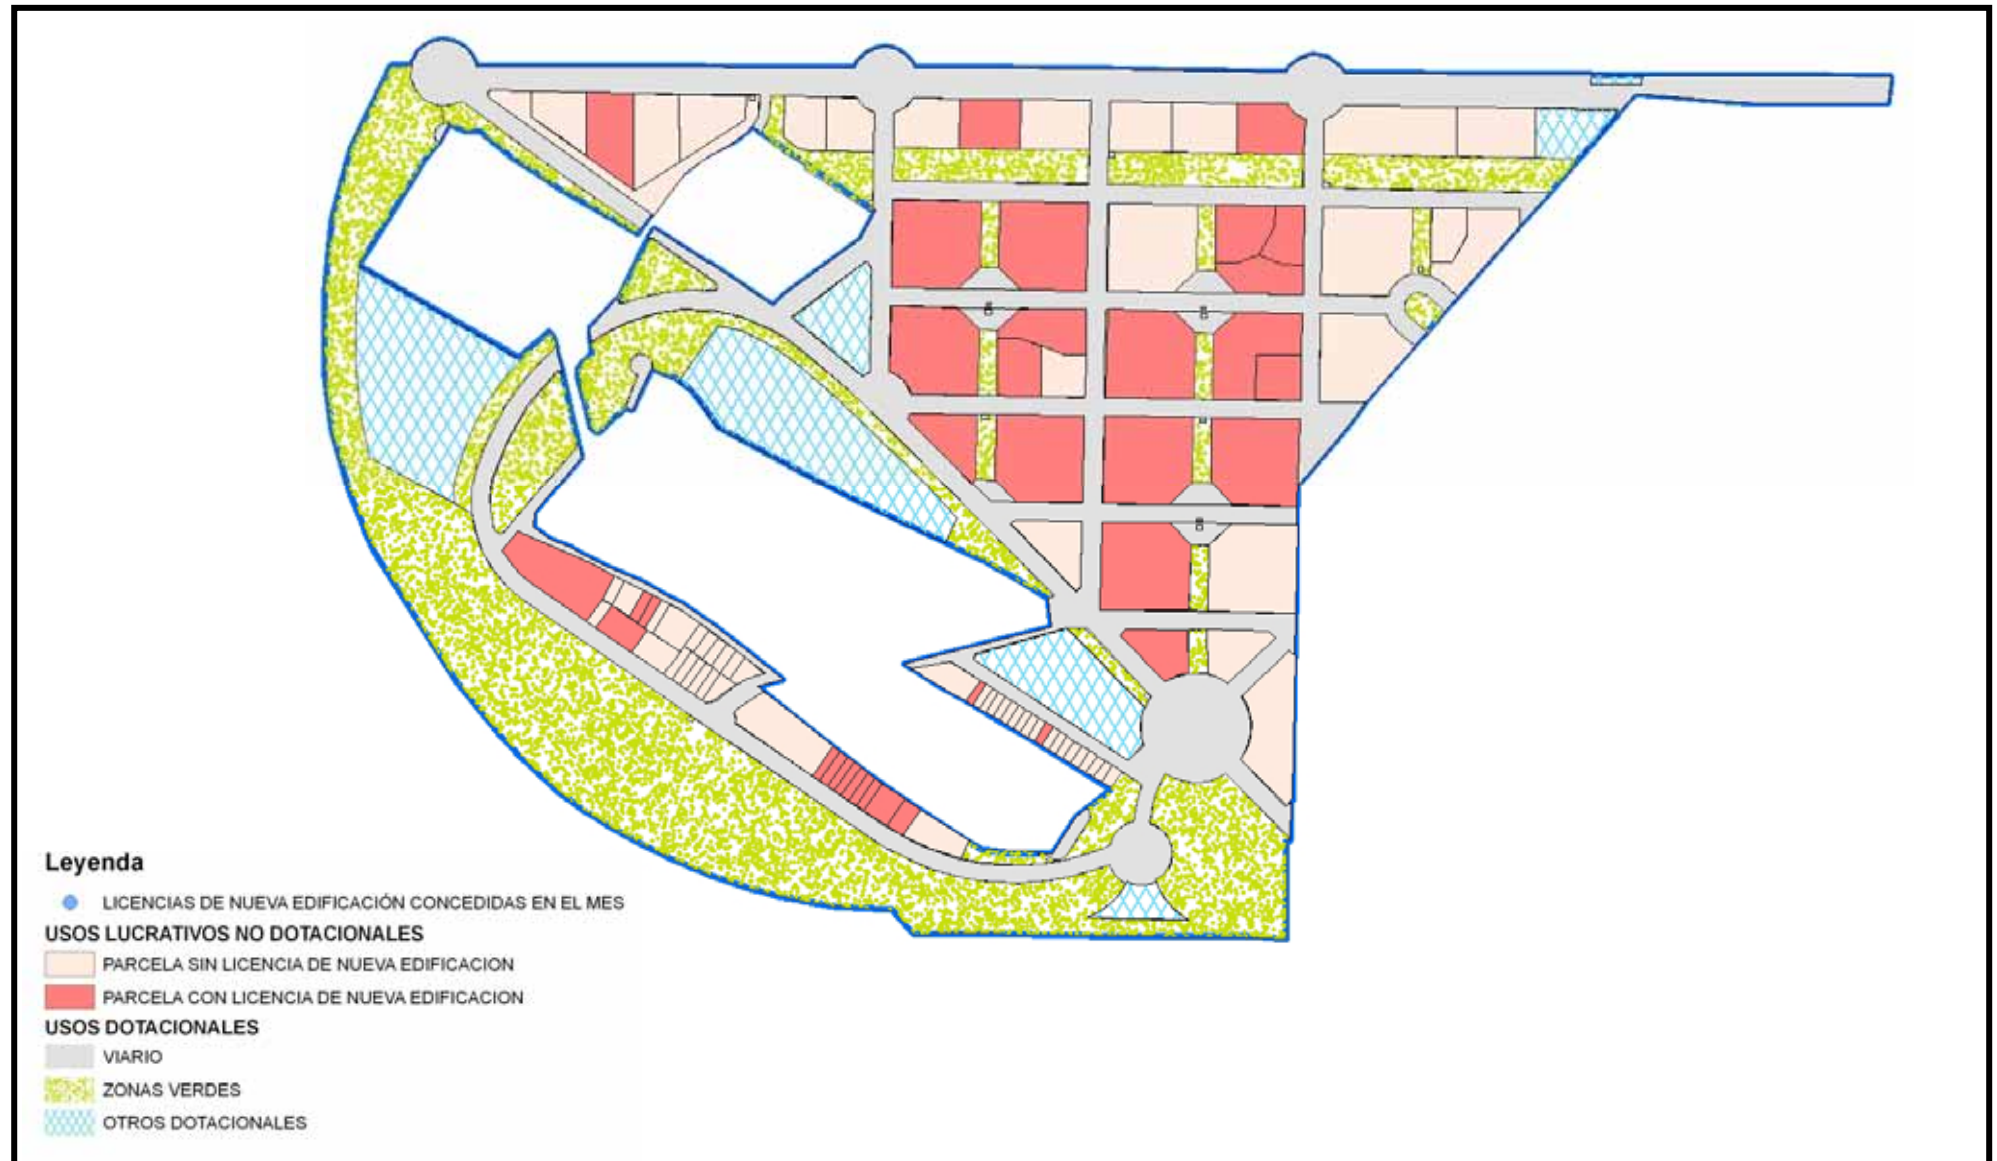 Leyenda
LICENCIAS DE NUEVA EDIFICACIÓN CONCEDIDAS EN EL MES
USOS LUCRATIVOS NO DOTACIONALES
PARCELA SIN LICENCIA DE NUEVA EDIFICACION
PARCELA CON LICENCIA DE NUEVA EDIFICACION
USOS DOTACIONALES
VIARIO
ZONAS VERDES
OTROS DOTACIONALES